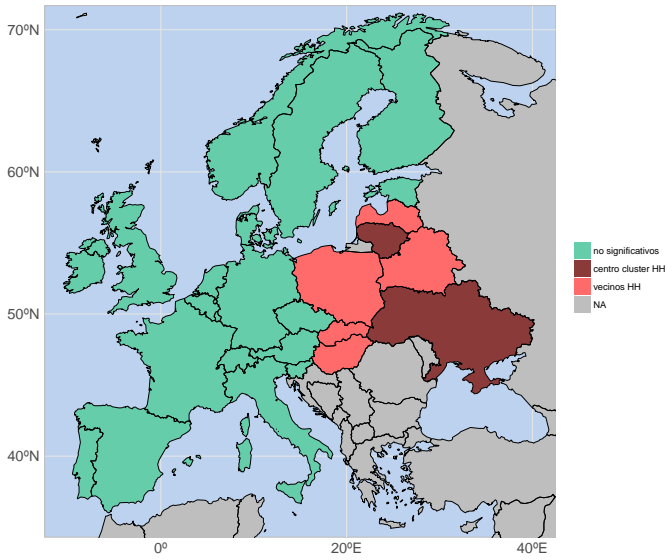 70ºN
60ºN
50ºN
40ºN
0º
20ºE
40ºE
no significativos
centro cluster HH
vecinos HH
NA